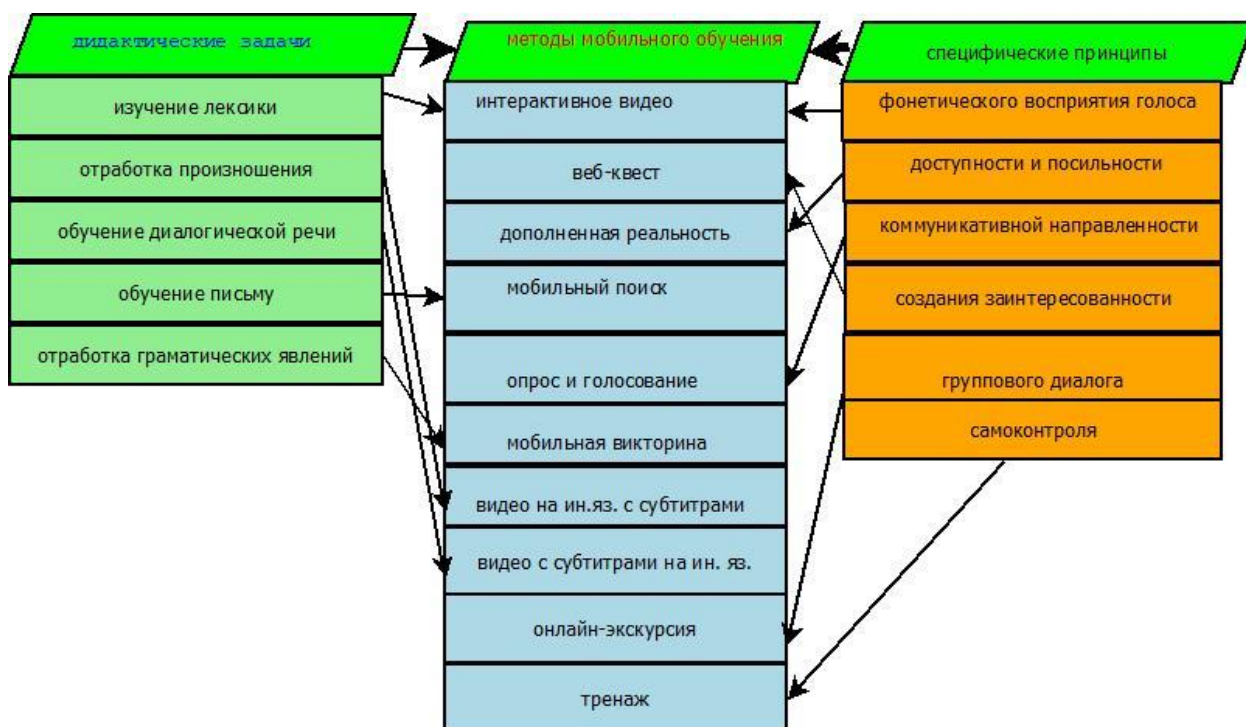 дидактические задачи
изучение лексики
отработка произношения
обучение диалогической речи
обучение письму
отработка граматических явлений
методы мобильного обучения
интерактивное видео
веб-квест
дополненная реальность
мобильный поиск
опрос и голосование
мобильная викторина
видео на ин.яз. с субтитрами
видео с субтитрами на ин. яз.
онлайн-экскурсия
тренаж
специфические принципы
фонетического восприятия голоса
доступности и посильности
коммуникативной направленности
создания заинтересованности
группового диалога
самоконтроля